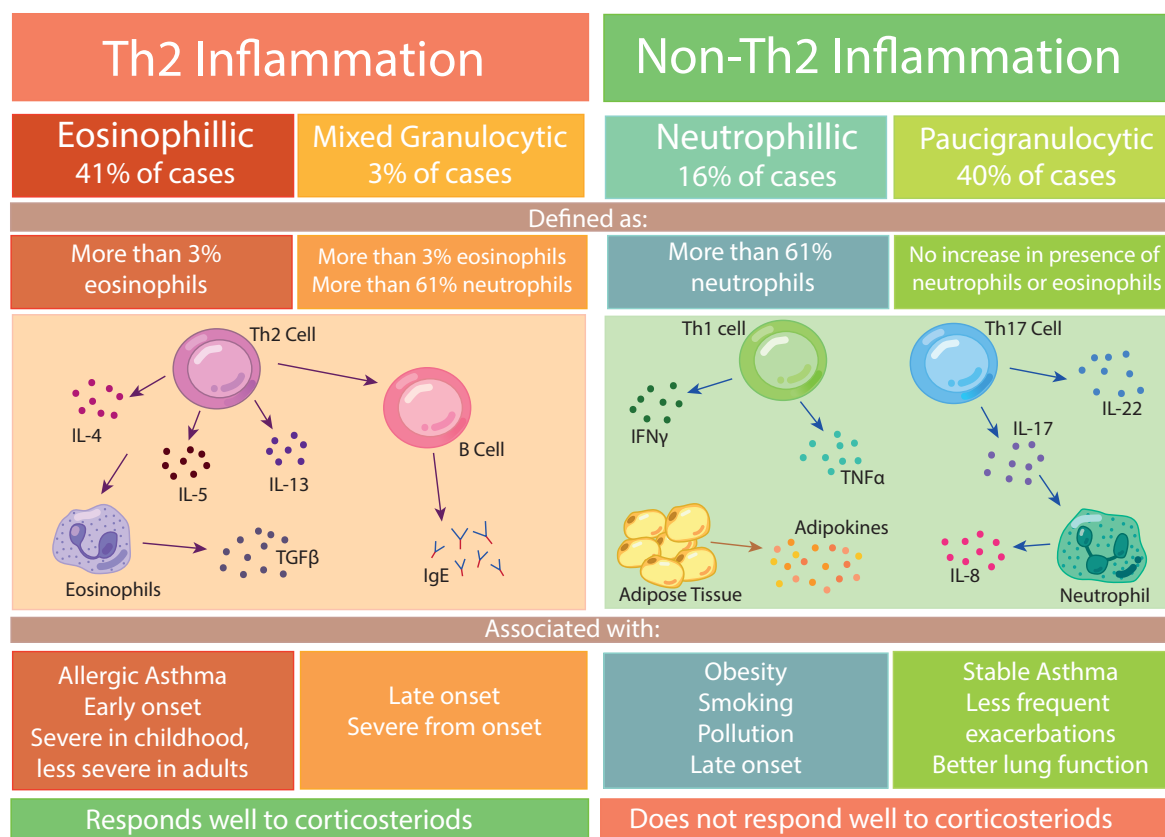 Th2 Inflammation
Non-Th2 Inflammation
Eosinophillic
41% of cases
Mixed Granulocytic
3% of cases
Neutrophillic
16% of cases
Paucigranulocytic
40% of cases
Defined as:
More than 3%
eosinophils
More than 3% eosinophils
More than 61% neutrophils
More than 61%
neutrophils
No increase in presence of
neutrophils or eosinophils
Th2 Cell
IL-4
IL-5
IL-13
B Cell
Eosinophils
TGFβ
IgE
Th1 cell
Th17 Cell
IFNγ
TNFα
IL-22
IL-17
Adipose Tissue
Adipokines
IL-8
Neutrophil
Associated with:
Allergic Asthma
Early onset
Severe in childhood,
less severe in adults
Late onset
Severe from onset
Obesity
Smoking
Pollution
Late onset
Stable Asthma
Less frequent
exacerbations
Better lung function
Responds well to corticosteriods
Does not respond well to corticosteriods